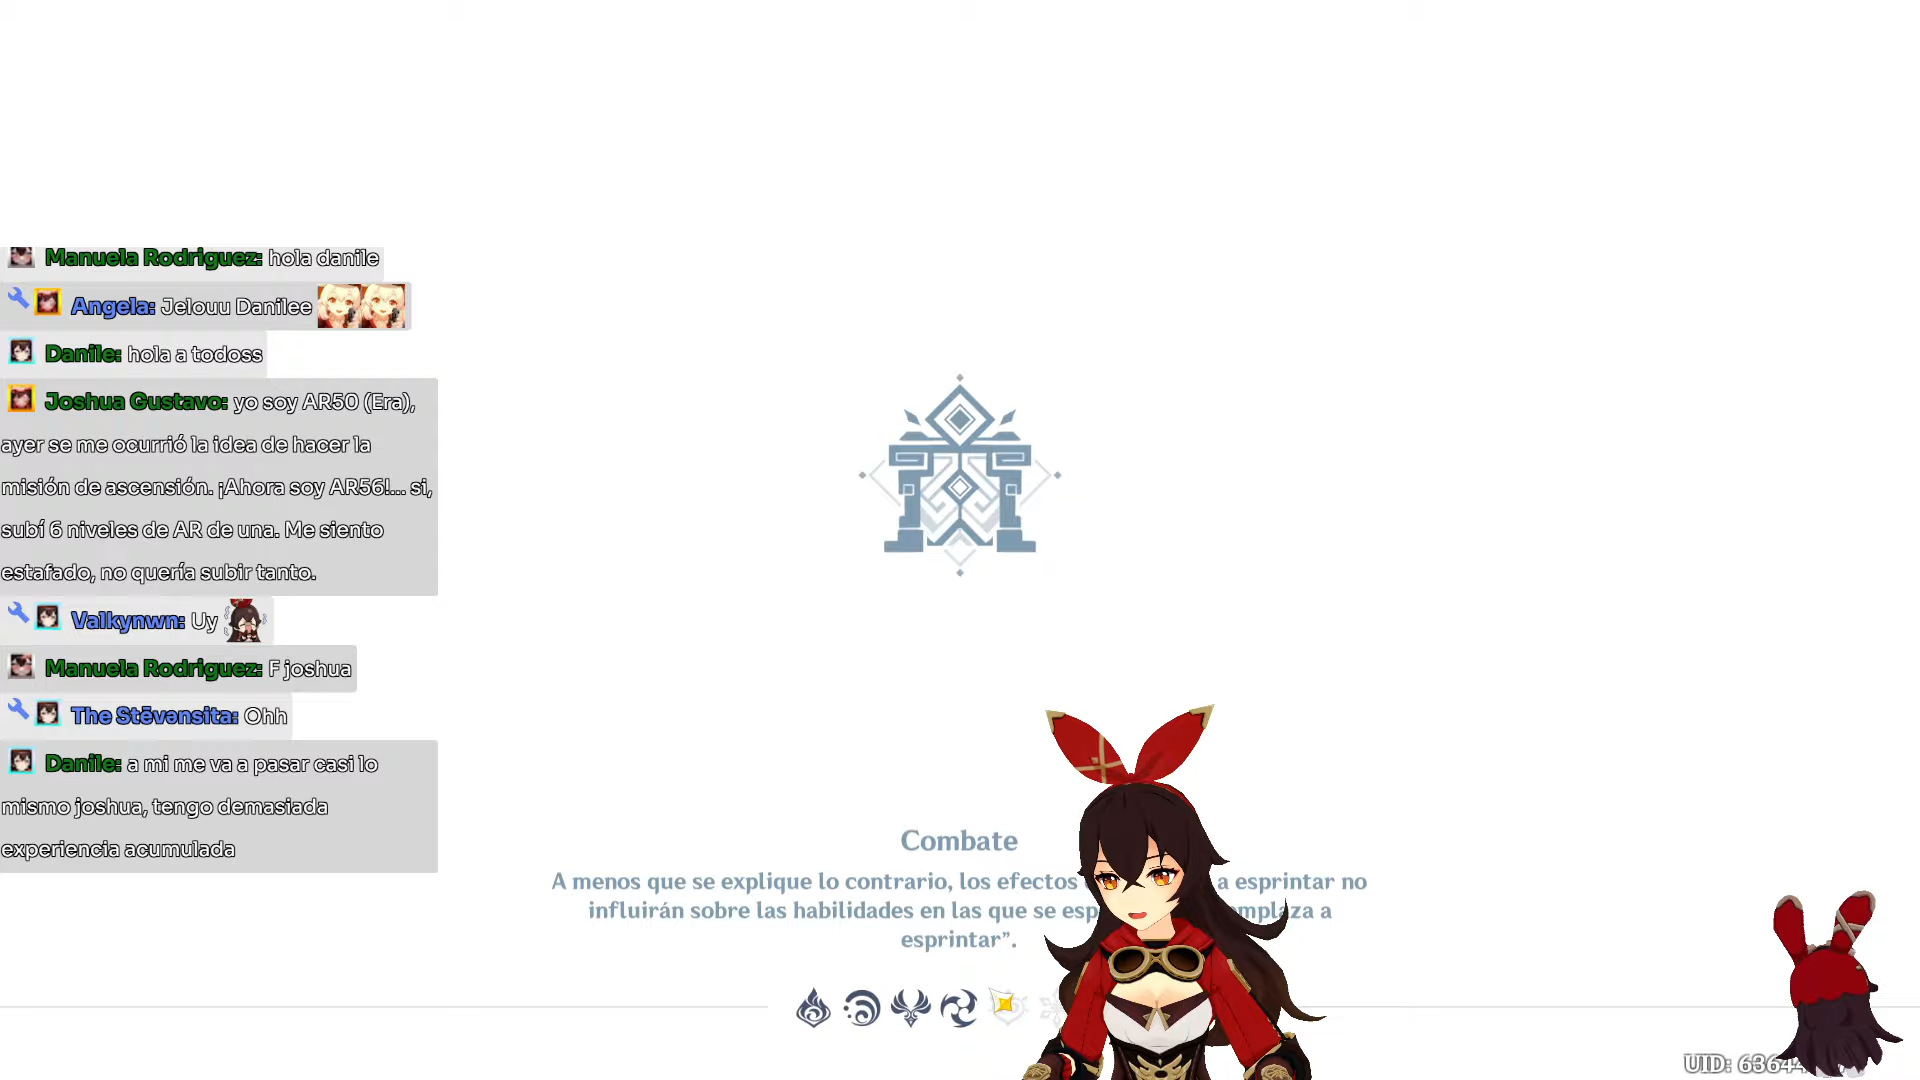 Manuela Rodriguez: hola danile
Angela: Jelouu Danilee
Danile: hola a todoss
Joshua Gustavo: yo soy AR50 (Era),
ayer se me ocurrió la idea de hacer la
misión de ascensión. ¡Ahora soy AR56!... si,
subí 6 niveles de AR de una. Me siento
estafado, no quería subir tanto.
Valkynwn: Uy
Manuela Rodriguez: F joshua
The Stēvənsita: Ohh
Danile: a mi me va a pasar casi lo
mismo joshua, tengo demasiada
experiencia acumulada
Combate
A menos que se explique lo contrario, los efectos a esprintar no
influirán sobre las habilidades en las que se a
esprintar”.
UID: